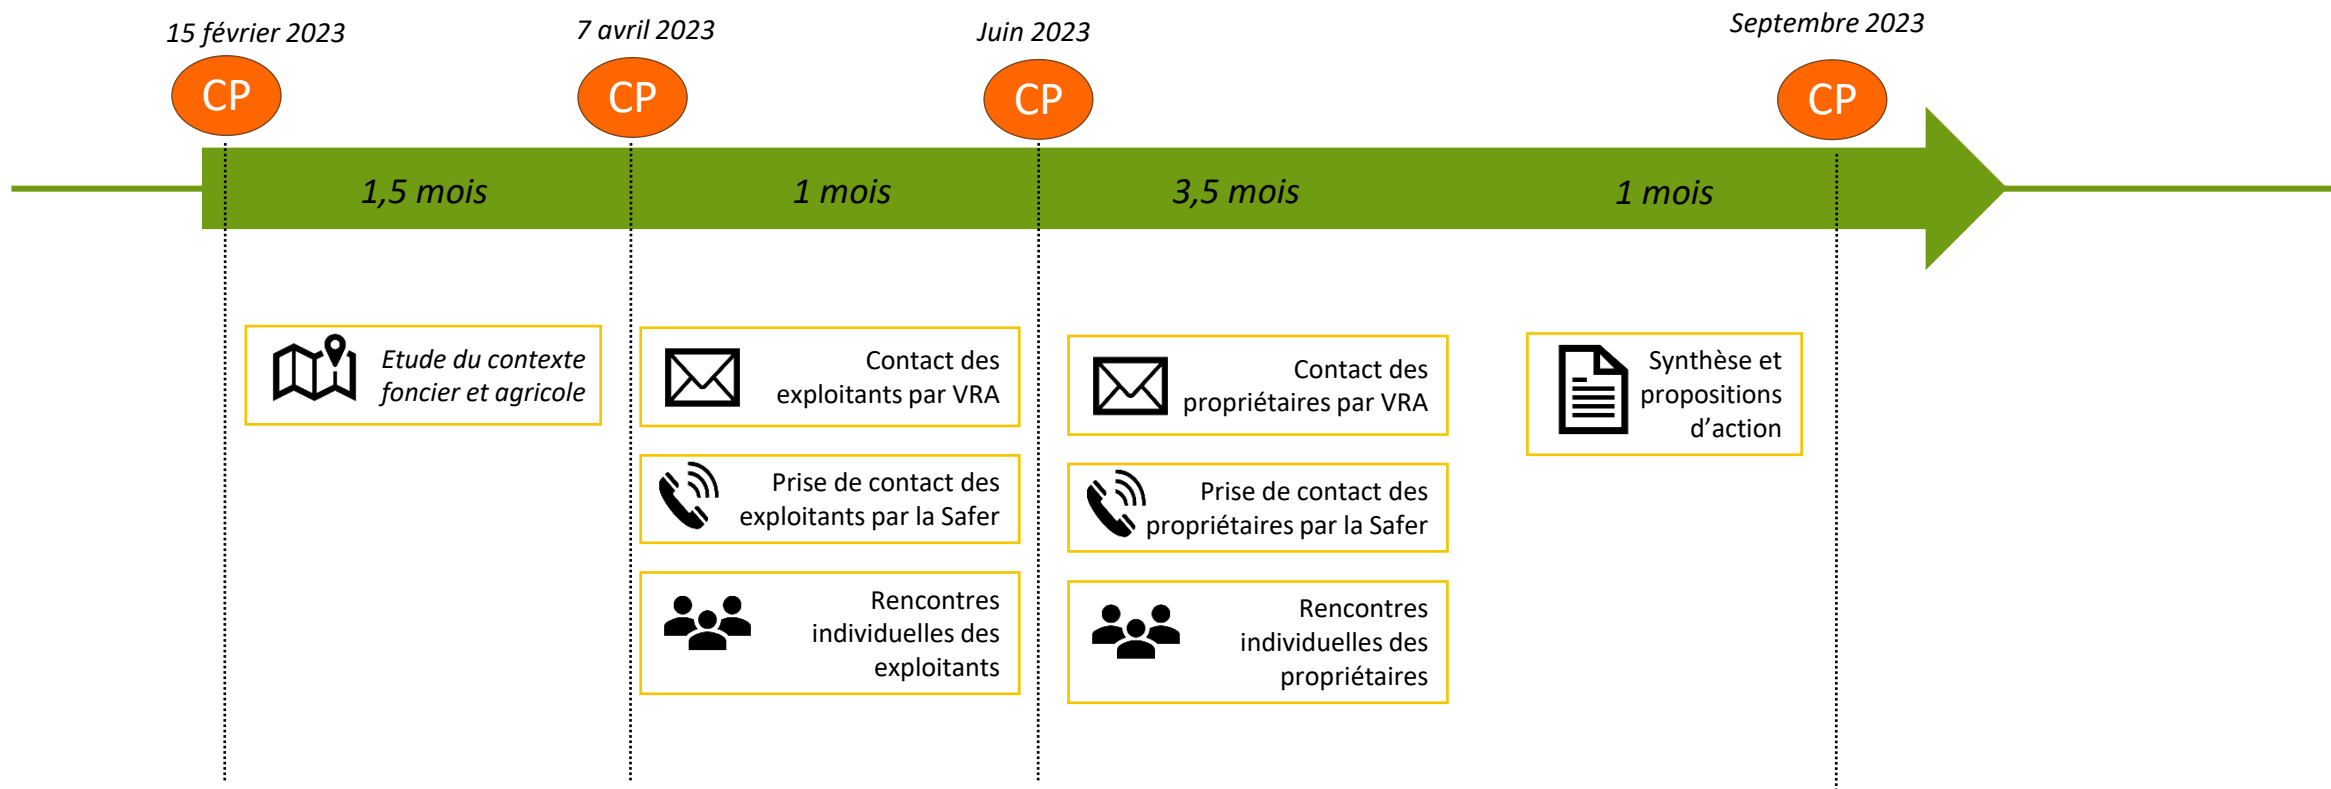 15 février 2023
7 avril 2023
Juin 2023
Septembre 2023
CP
CP
CP
CP
1,5 mois
1 mois
3,5 mois
1 mois
Etude du contexte
foncier et agricole
Contact des
exploitants par VRA
Prise de contact des
exploitants par la Safer
Rencontres
individuelles des
exploitants
Contact des
propriétaires par VRA
Prise de contact des
propriétaires par la Safer
Rencontres
individuelles des
propriétaires
Synthèse et
propositions
d’action